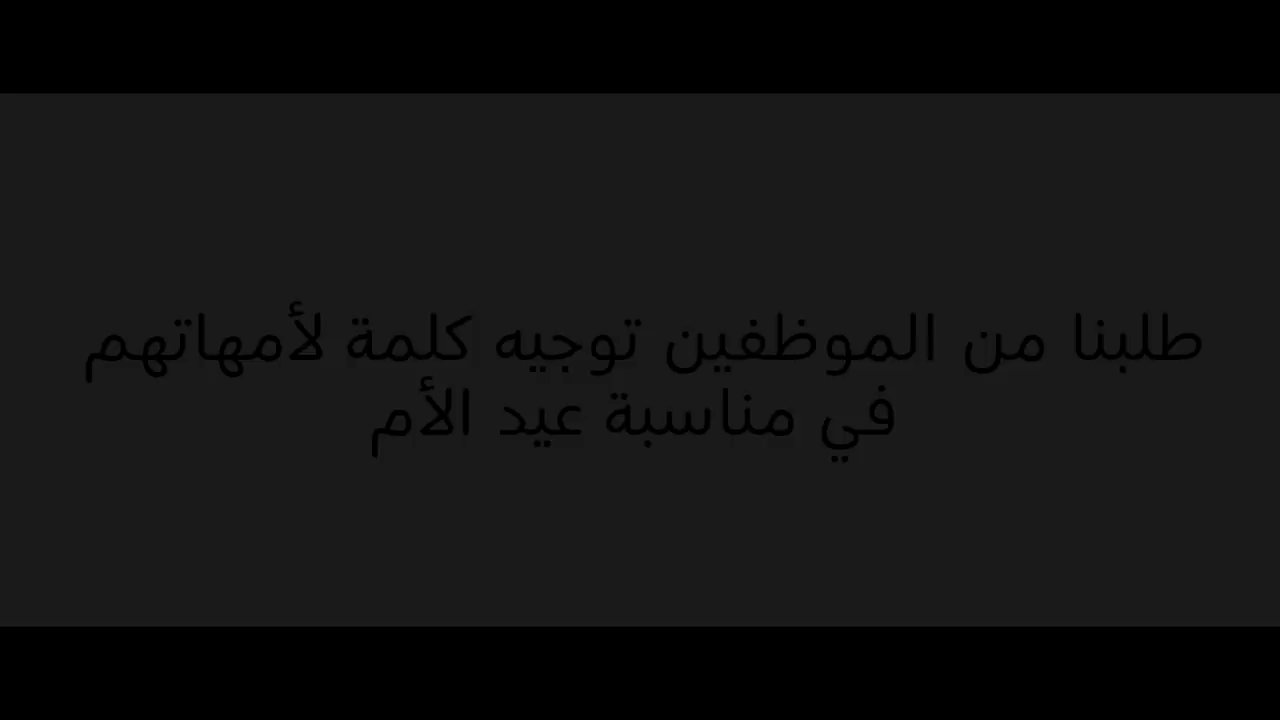 طلبنا من الموظفين توجيه كلمة لأمهاتهم
في مناسبة عيد الأم